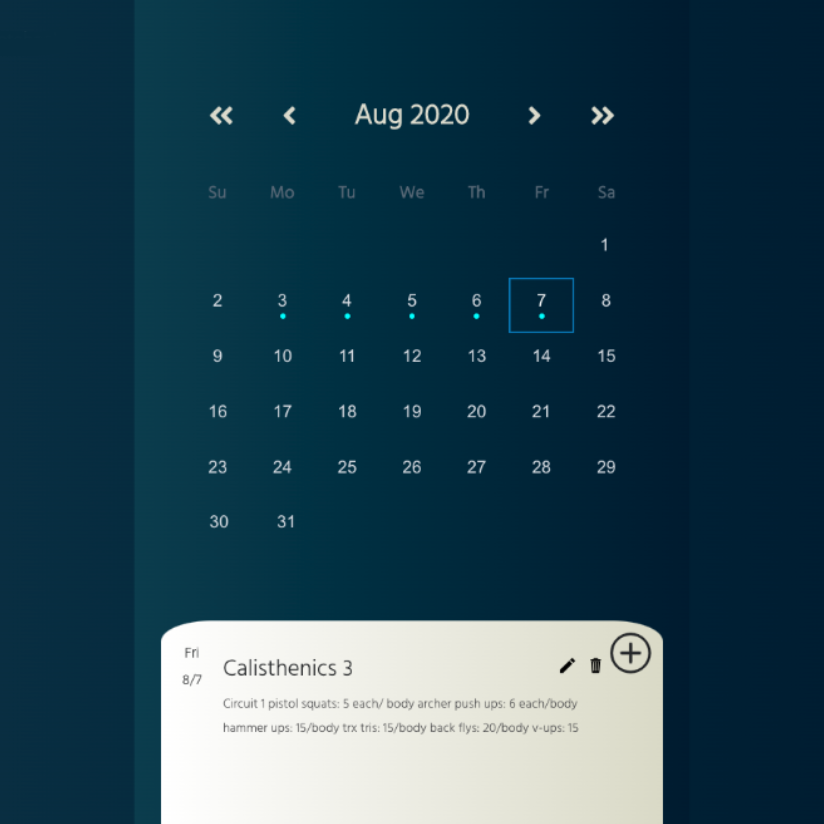 Aug 2020
Su Mo Tu We Th Fr Sa
1
2 3 4 5 6 7 8
9 10 11 12 13 14 15
16 17 18 19 20 21 22
23 24 25 26 27 28 29
30 31
Fri
8/7
Calisthenics 3
Circuit 1 pistol squats: 5 each/ body archer push ups: 6 each/body
hammer ups: 15/body trx tris: 15/body back flys: 20/body v-ups: 15